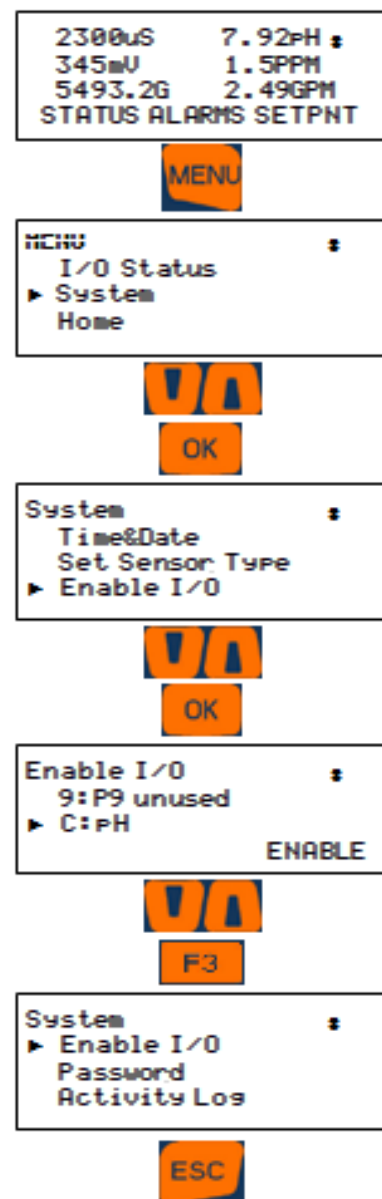 2300uS 7.92pH
345mV 1.5PPM
5493.2G 2.49GPM
STATUS ALARMS SETPNT
MENU
MENU
I/O Status
► System
Home
OK
System
Time&Date
Set Sensor Type
► Enable I/O
OK
Enable I/O
9:P9 unused
► C:pH
ENABLE
F3
System
► Enable I/O
Password
Activity Log
ESC